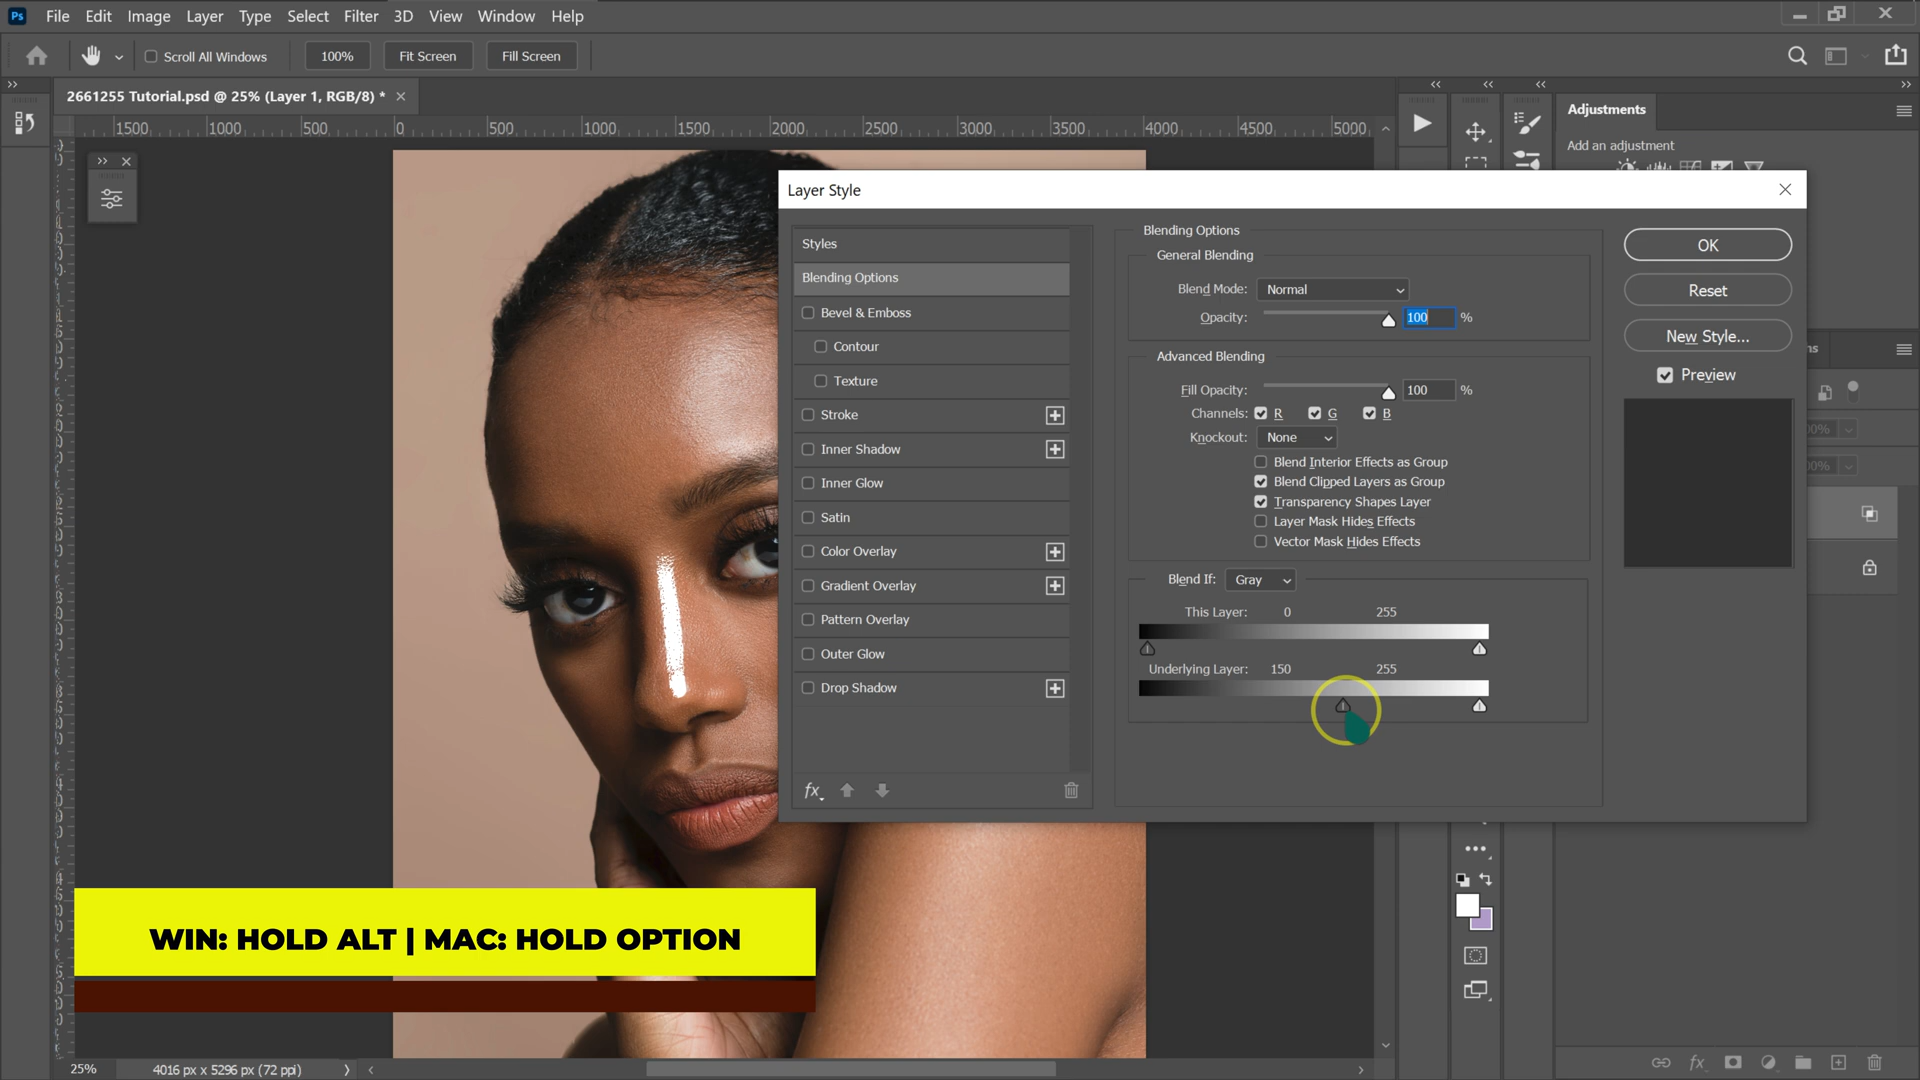 Ps File Edit Image Layer Type Select Filter 3D View Window Help
Scroll All Windows 100% Fit Screen Fill Screen
2661255 Tutorial.psd @ 25% (Layer 1, RGB/8) *
1500 1000 500 0 500 1000 1500 2000 2500 3000 3500 4000 4500 5000
Adjustments
Add an adjustment
Layer Style
Styles
Blending Options
Bevel & Emboss
Contour
Texture
Stroke
Inner Shadow
Inner Glow
Satin
Color Overlay
Gradient Overlay
Pattern Overlay
Outer Glow
Drop Shadow
fx
Blending Options
General Blending
Blend Mode: Normal
Opacity: 100 %
Advanced Blending
Fill Opacity: 100 %
Channels: R G B
Knockout: None
Blend Interior Effects as Group
Blend Clipped Layers as Group
Transparency Shapes Layer
Layer Mask Hides Effects
Vector Mask Hides Effects
Blend If: Gray
This Layer: 0 255
Underlying Layer: 150 255
OK
Reset
New Style...
Preview
WIN: HOLD ALT | MAC: HOLD OPTION
25% 4016 px x 5296 px (72 ppi)
fx